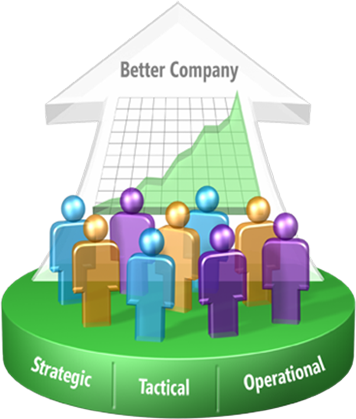 Better Company
Strategic
Tactical
Operational